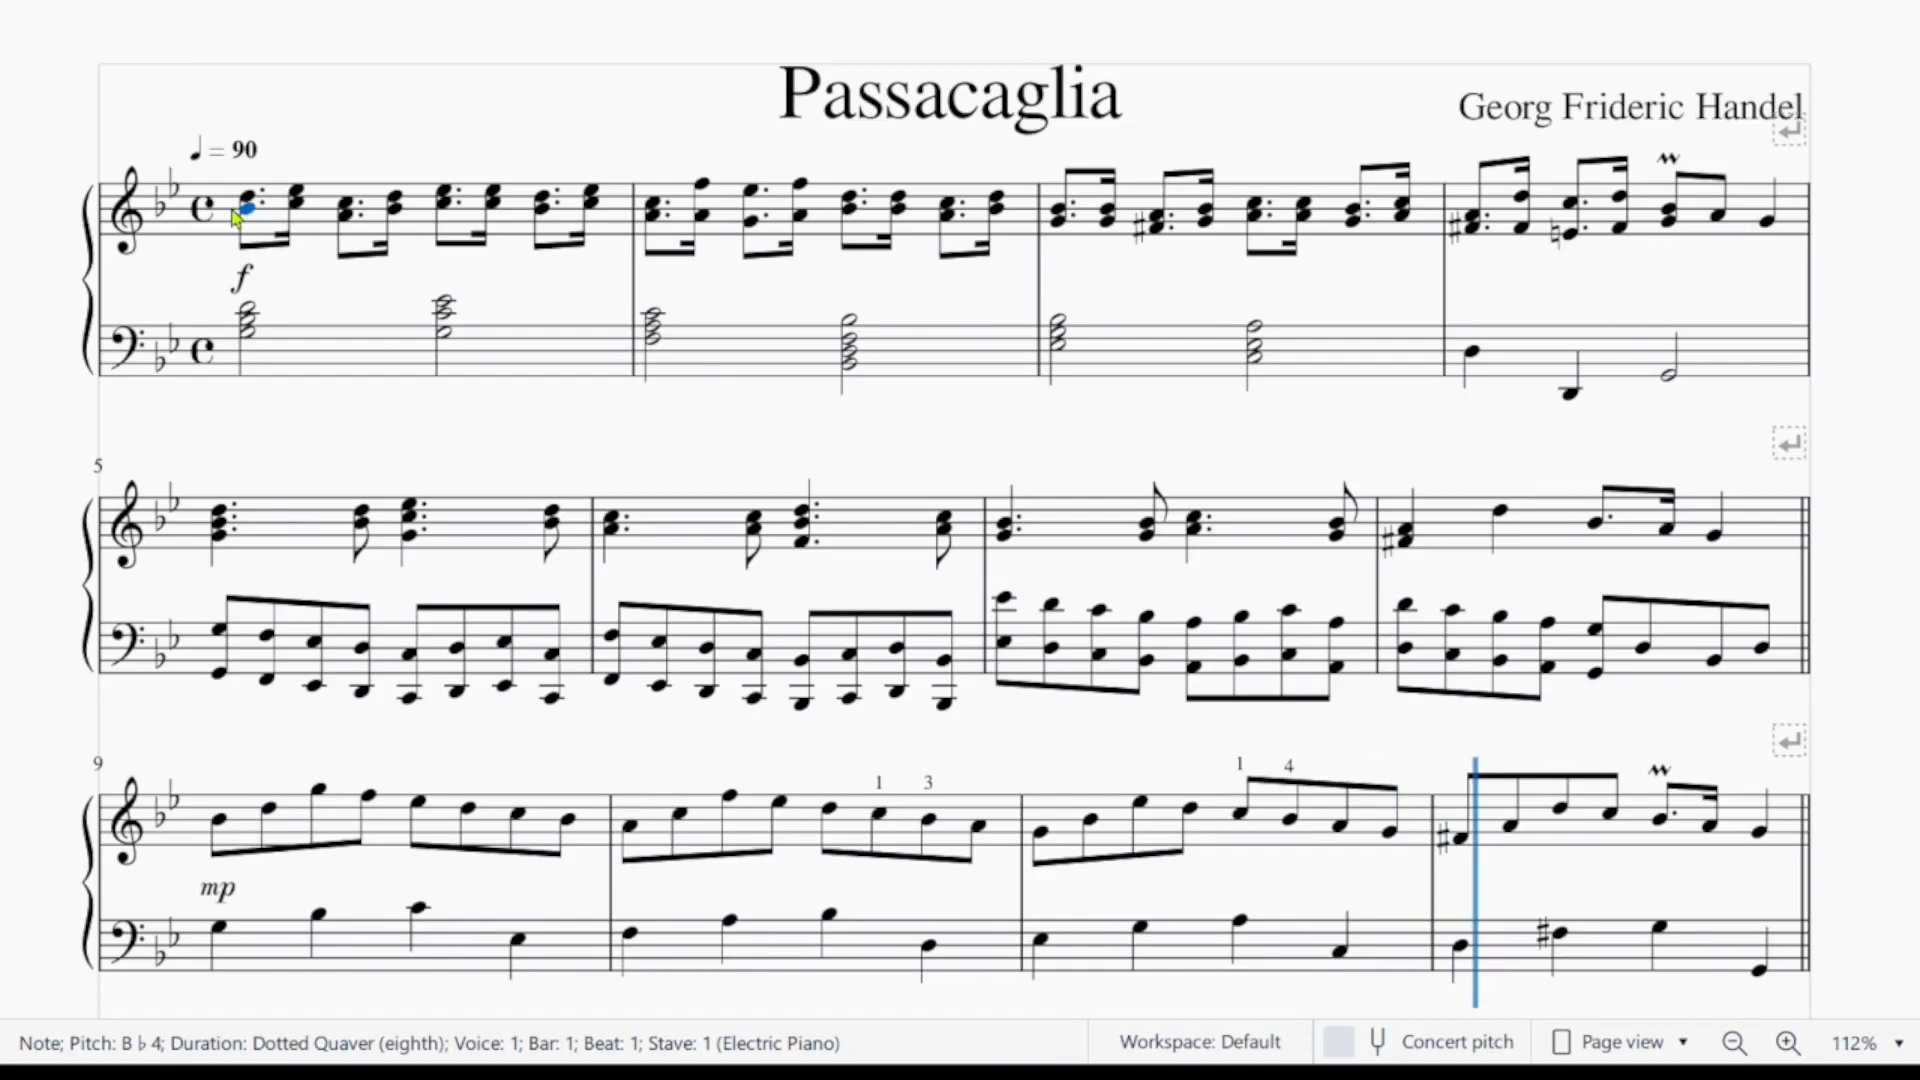 Passacaglia
Georg Frideric Handel
♩ = 90
f
5
9
1 3
1 4
mp
Note; Pitch: B♭4; Duration: Dotted Quaver (eighth); Voice: 1; Bar: 1; Beat: 1; Stave: 1 (Electric Piano)
Workspace: Default
Concert pitch
Page view
112%